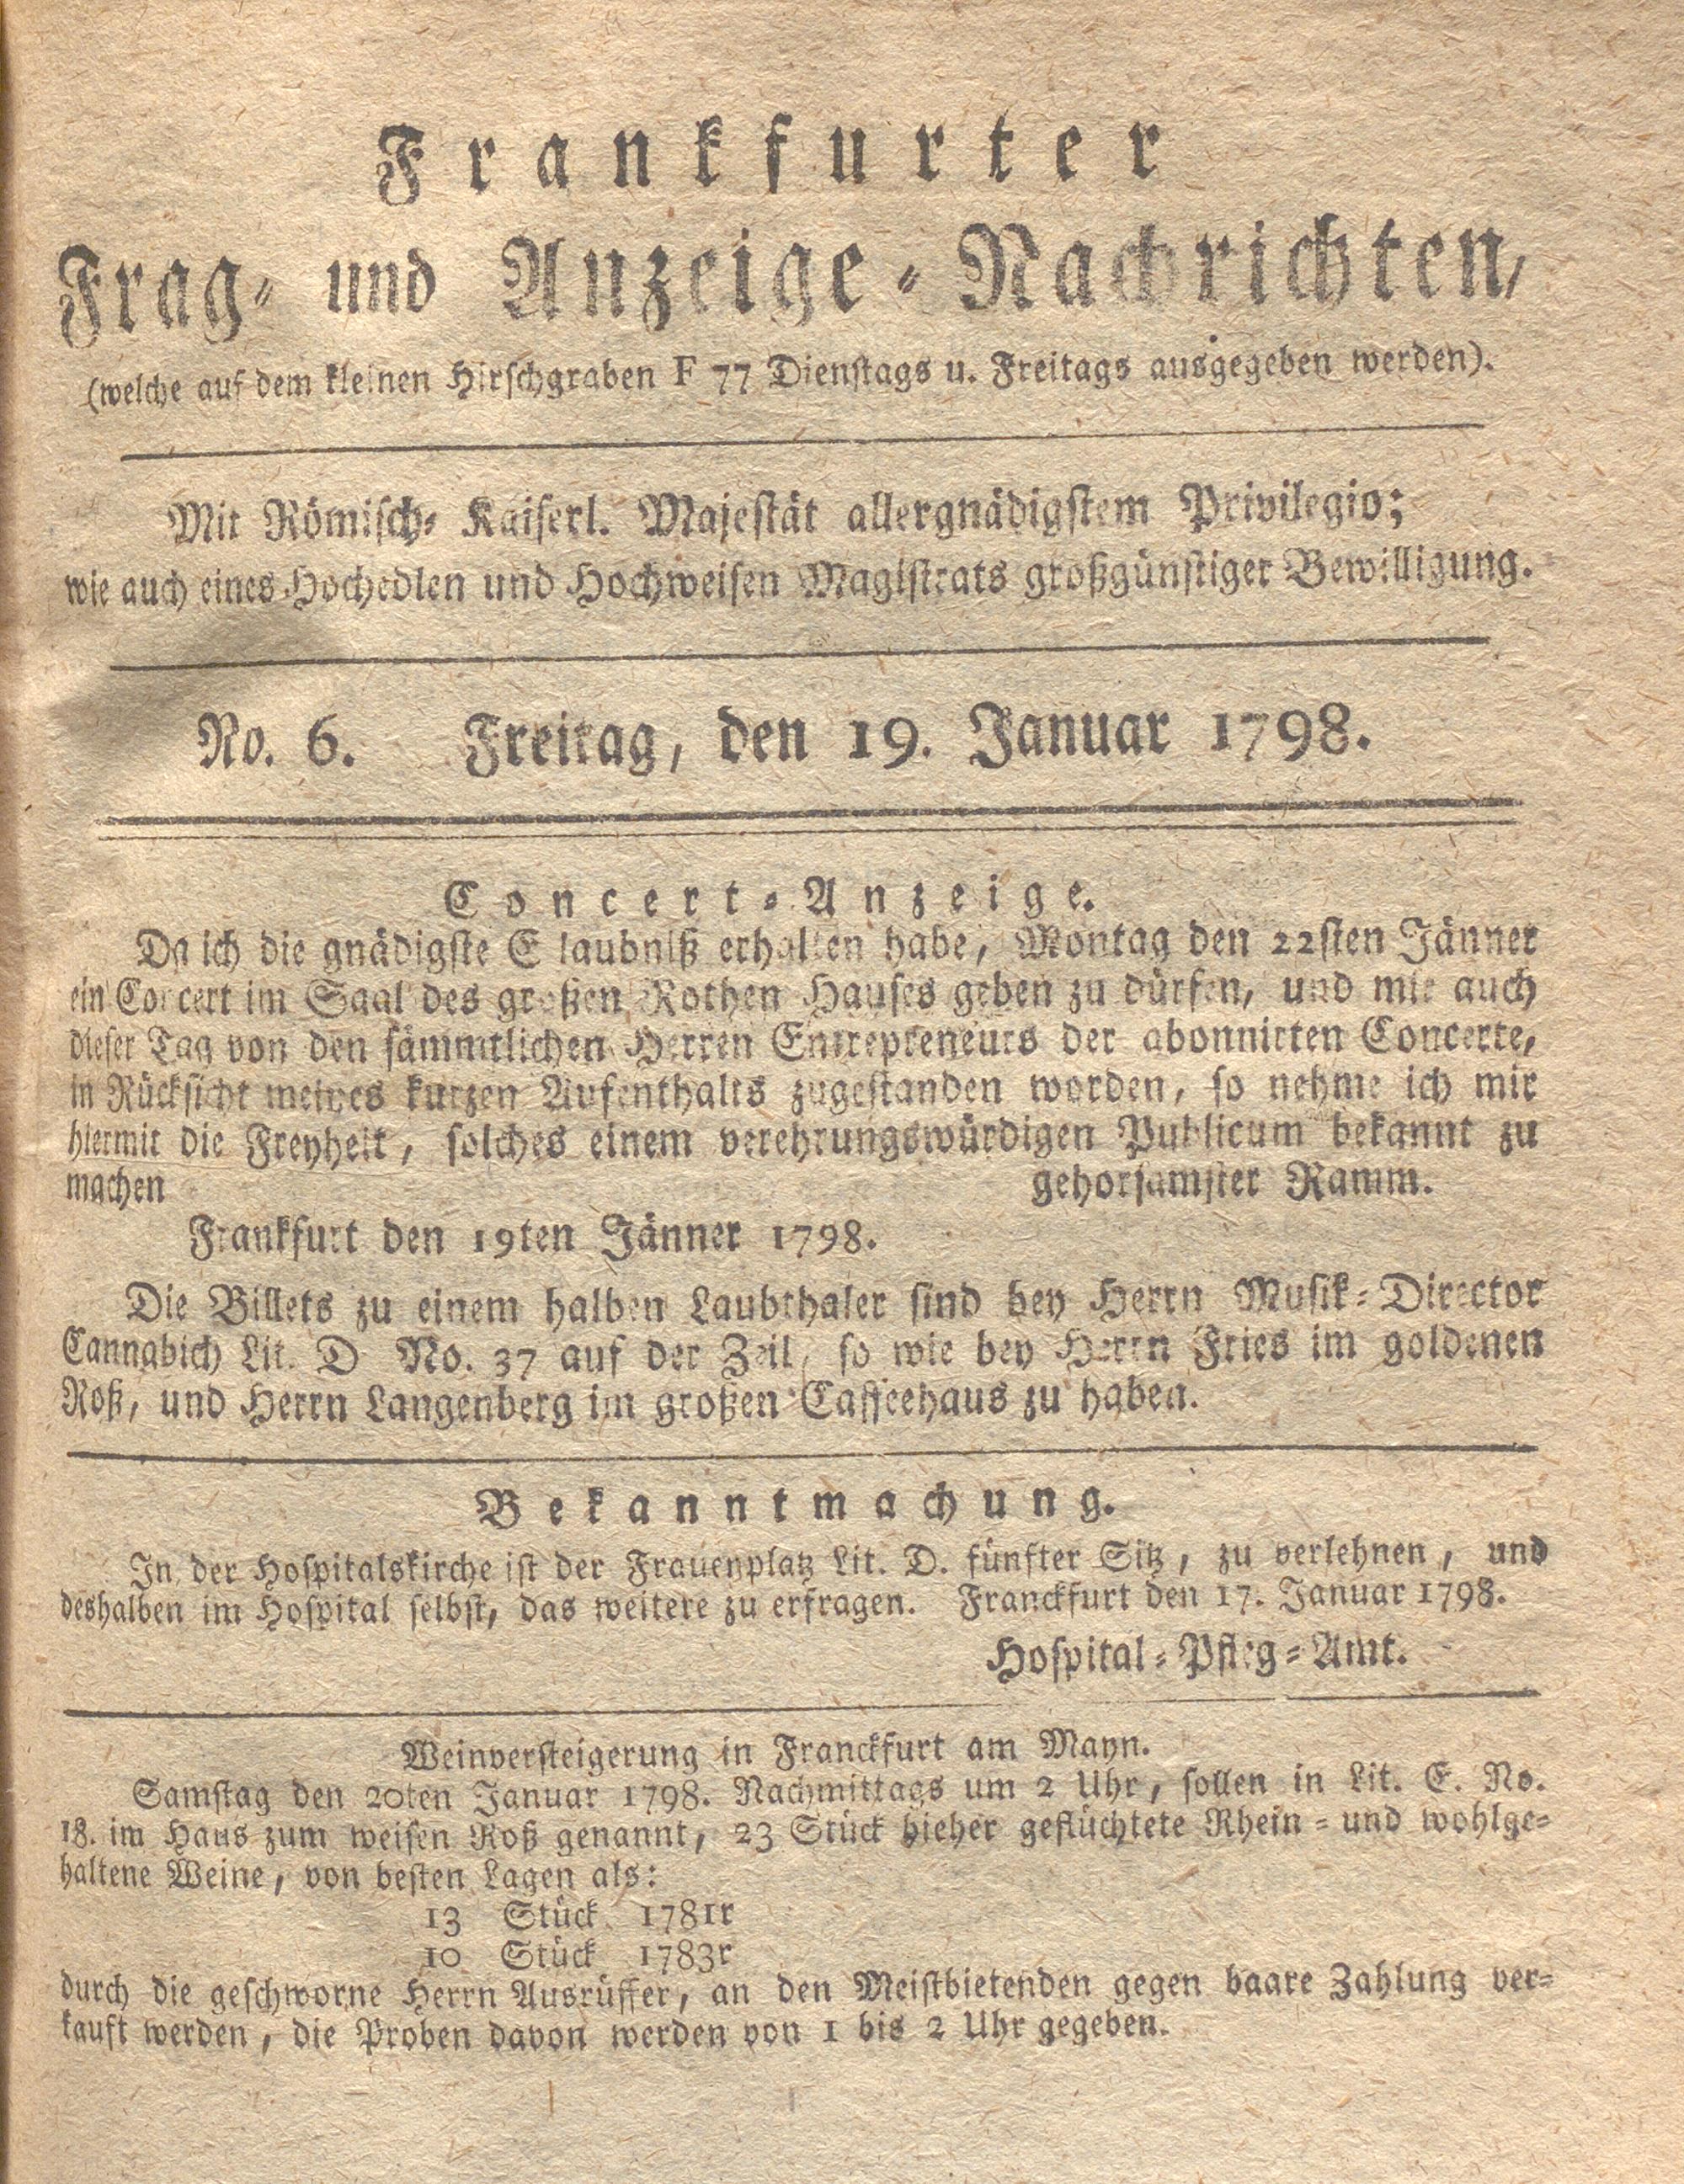 Frankfurter
Frag- und Anzeige-Nachrichten,
(welche auf dem kleinen Hirschgraben F 77 Dienstags u. Freitags ausgegeben werden).
Mit Römisch- Kaiserl. Majestät allergnädigstem Privilegio;
wie auch eines Hochedlen und Hochweisen Magistrats großgünstiger Bewilligung.
No. 6. Freitag, den 19. Januar 1798.
Concert-Anzeige.
Da ich die gnädigste E laubniß erhalten habe, Montag den 22sten Jänner
ein Concert im Saal des großen Rothen Hauses geben zu dürfen, und mir auch
dieser Tag von den sämmtlichen Herren Entrepreneurs der abonnirten Concerte,
in Rücksicht meines kurzen Aufenthalts zugestanden worden, so nehme ich mir
hiermit die Freyheit, solches einem verehrungswürdigen Publicum bekannt zu
machen gehorsamster Ramm.
Frankfurt den 19ten Jänner 1798.
Die Billets zu einem halben Laubthaler sind bey Herrn Musik-Director
Cannabich Lit. D No. 37 auf der Zeil, so wie bey Herrn Fries im goldenen
Roß, und Herrn Langenberg im großen Caffeehaus zu haben.
Bekanntmachung.
In der Hospitalskirche ist der Frauenplatz Lit. D. fünfter Sitz, zu verlehnen, und
deshalben im Hospital selbst, das weitere zu erfragen. Franckfurt den 17. Januar 1798.
Hospital-Pfleg-Amt.
Weinversteigerung in Franckfurt am Mayn.
Samstag den 20ten Januar 1798. Nachmittags um 2 Uhr, sollen in Lit. E. No.
18. im Haus zum weisen Roß genannt, 23 Stück hieher geflüchtete Rhein- und wohlge-
haltene Weine, von besten Lagen als:
13 Stück 1781r
10 Stück 1783r
durch die geschworne Herrn Ausrüffer, an den Meistbietenden gegen baare Zahlung ver-
kauft werden, die Proben davon werden von 1 bis 2 Uhr gegeben.